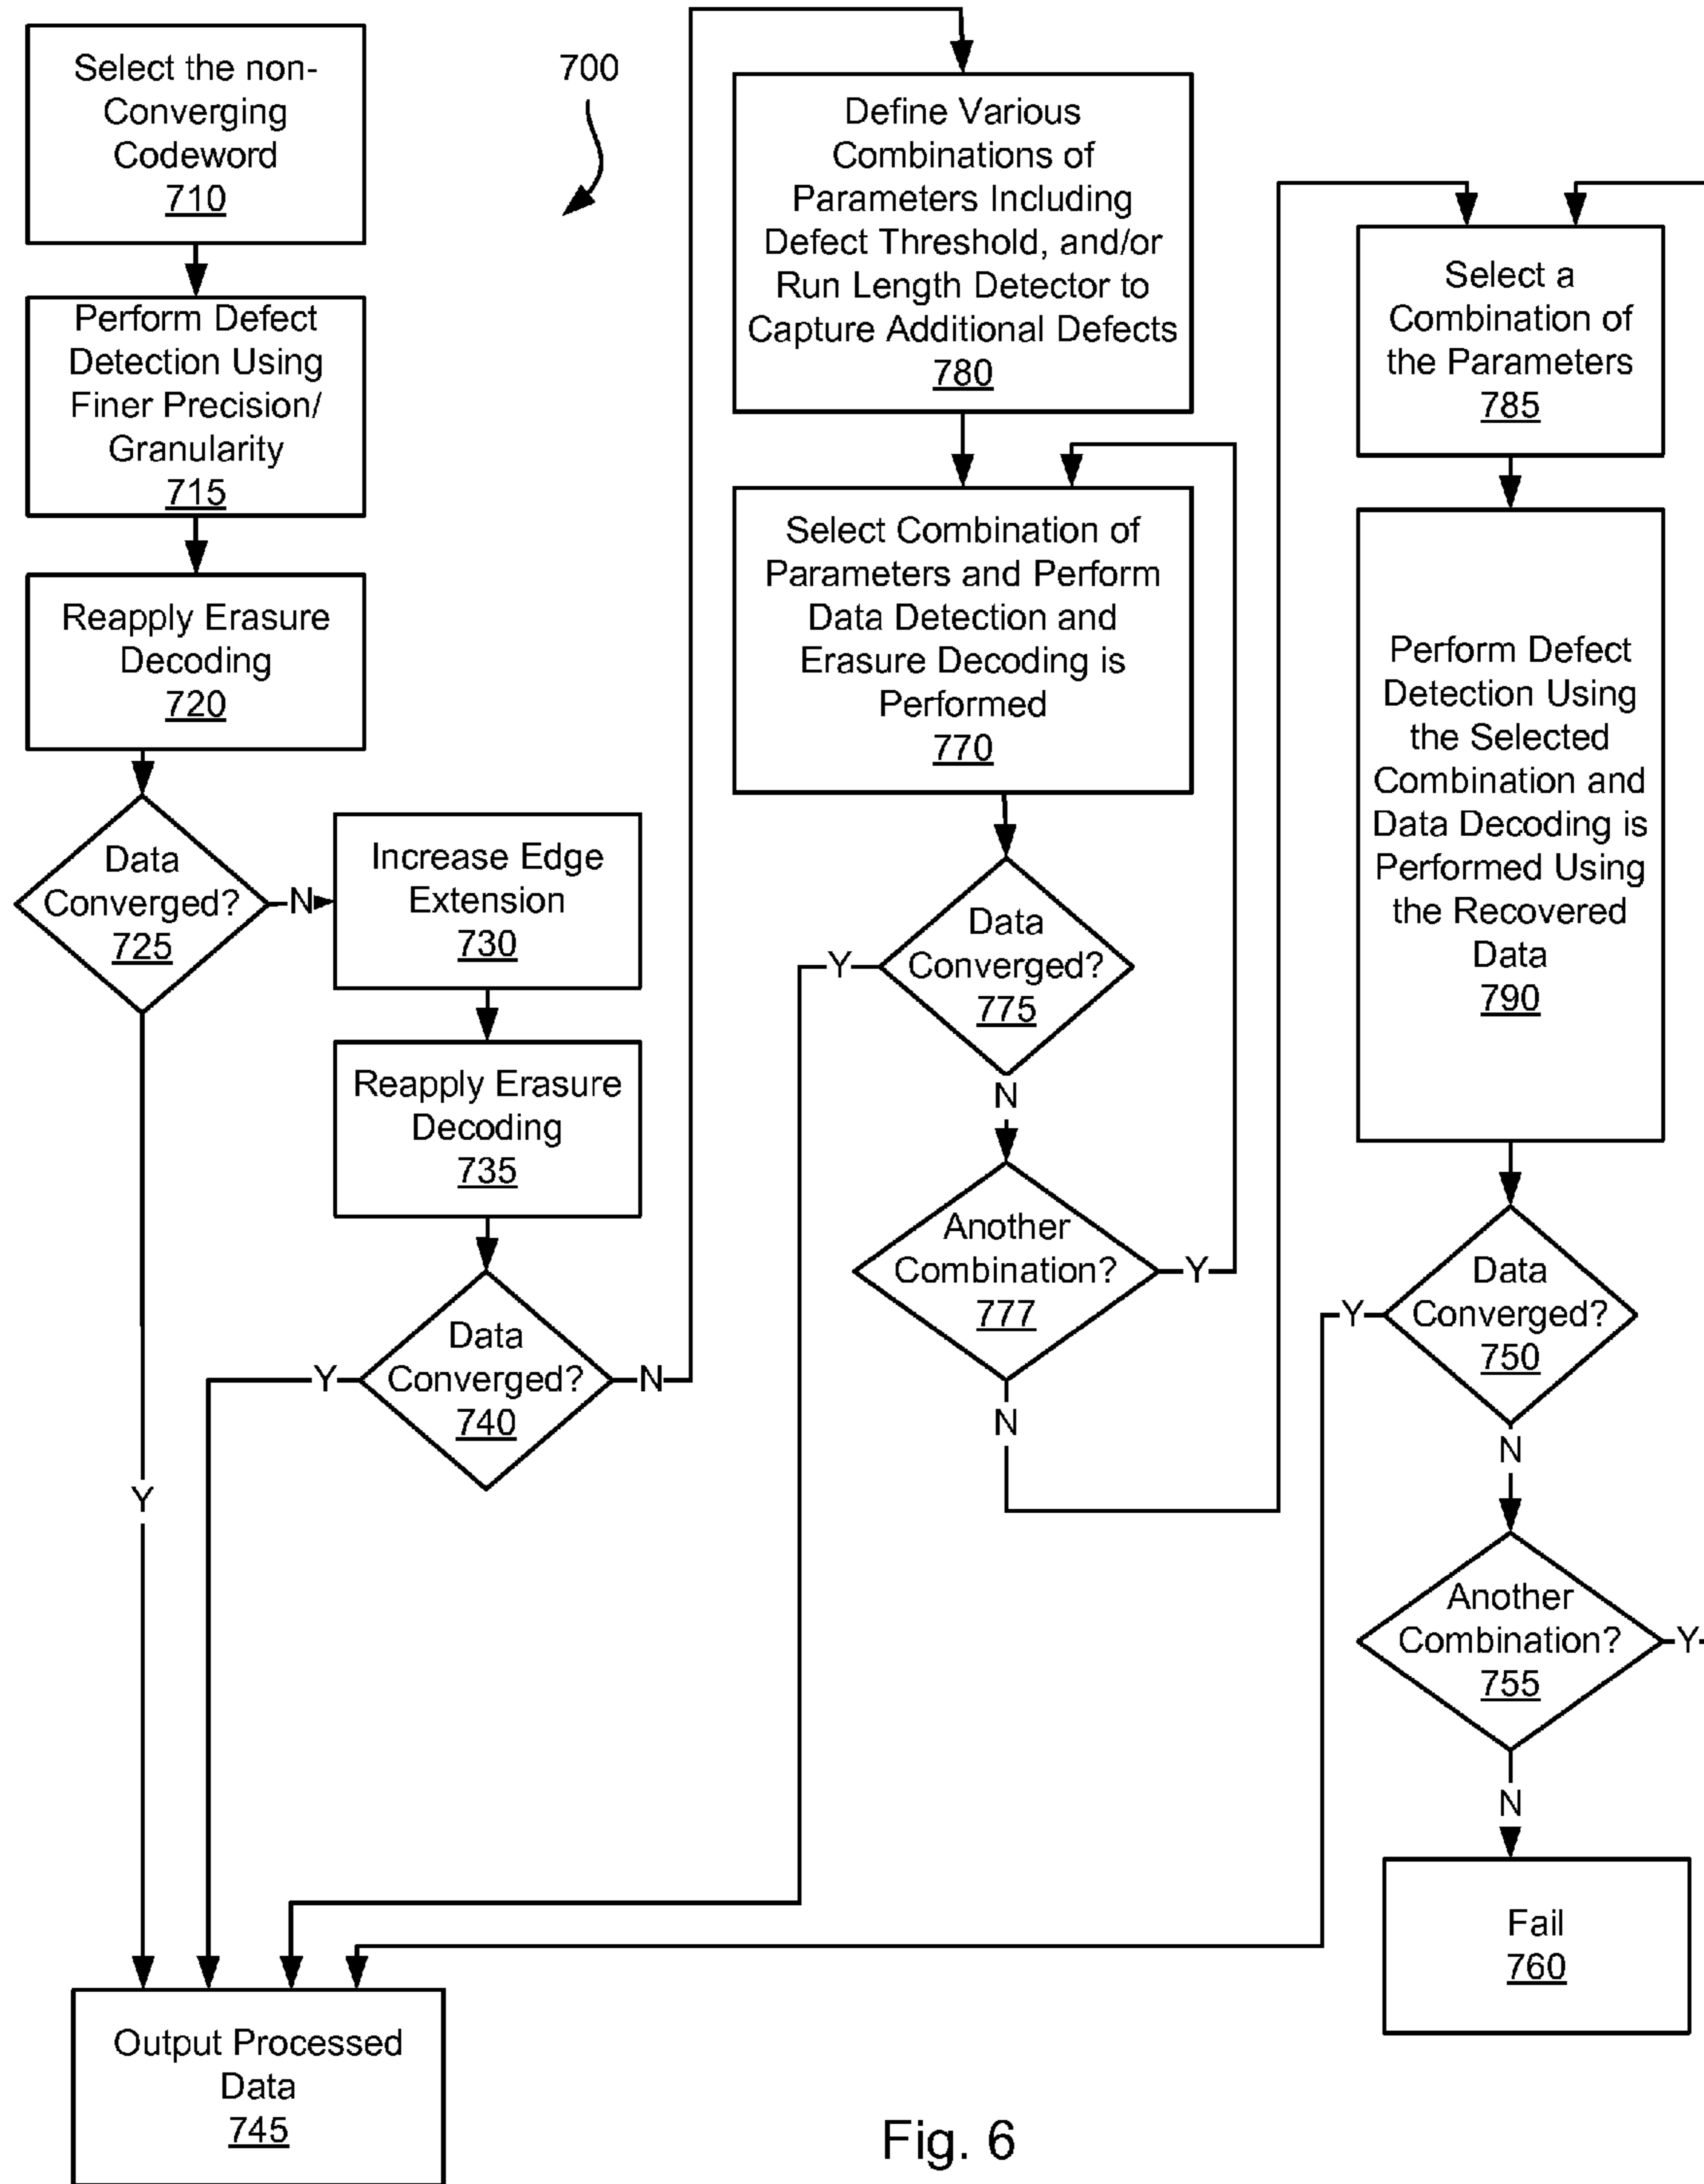 Select the non-
Converging
Codeword
710
Perform Defect
Detection Using
Finer Precision/
Granularity
715
Reapply Erasure
Decoding
720
Data
Converged?
725
N
Y
Increase Edge
Extension
730
Reapply Erasure
Decoding
735
Data
Converged?
740
Y
N
Output Processed
Data
745
700
Define Various
Combinations of
Parameters Including
Defect Threshold, and/or
Run Length Detector to
Capture Additional Defects
780
Select Combination of
Parameters and Perform
Data Detection and
Erasure Decoding is
Performed
770
Data
Converged?
775
Y
N
Another
Combination?
777
Y
N
Select a
Combination of
the Parameters
785
Perform Defect
Detection Using
the Selected
Combination and
Data Decoding is
Performed Using
the Recovered
Data
790
Data
Converged?
750
Y
N
Another
Combination?
755
Y
N
Fail
760
Fig. 6